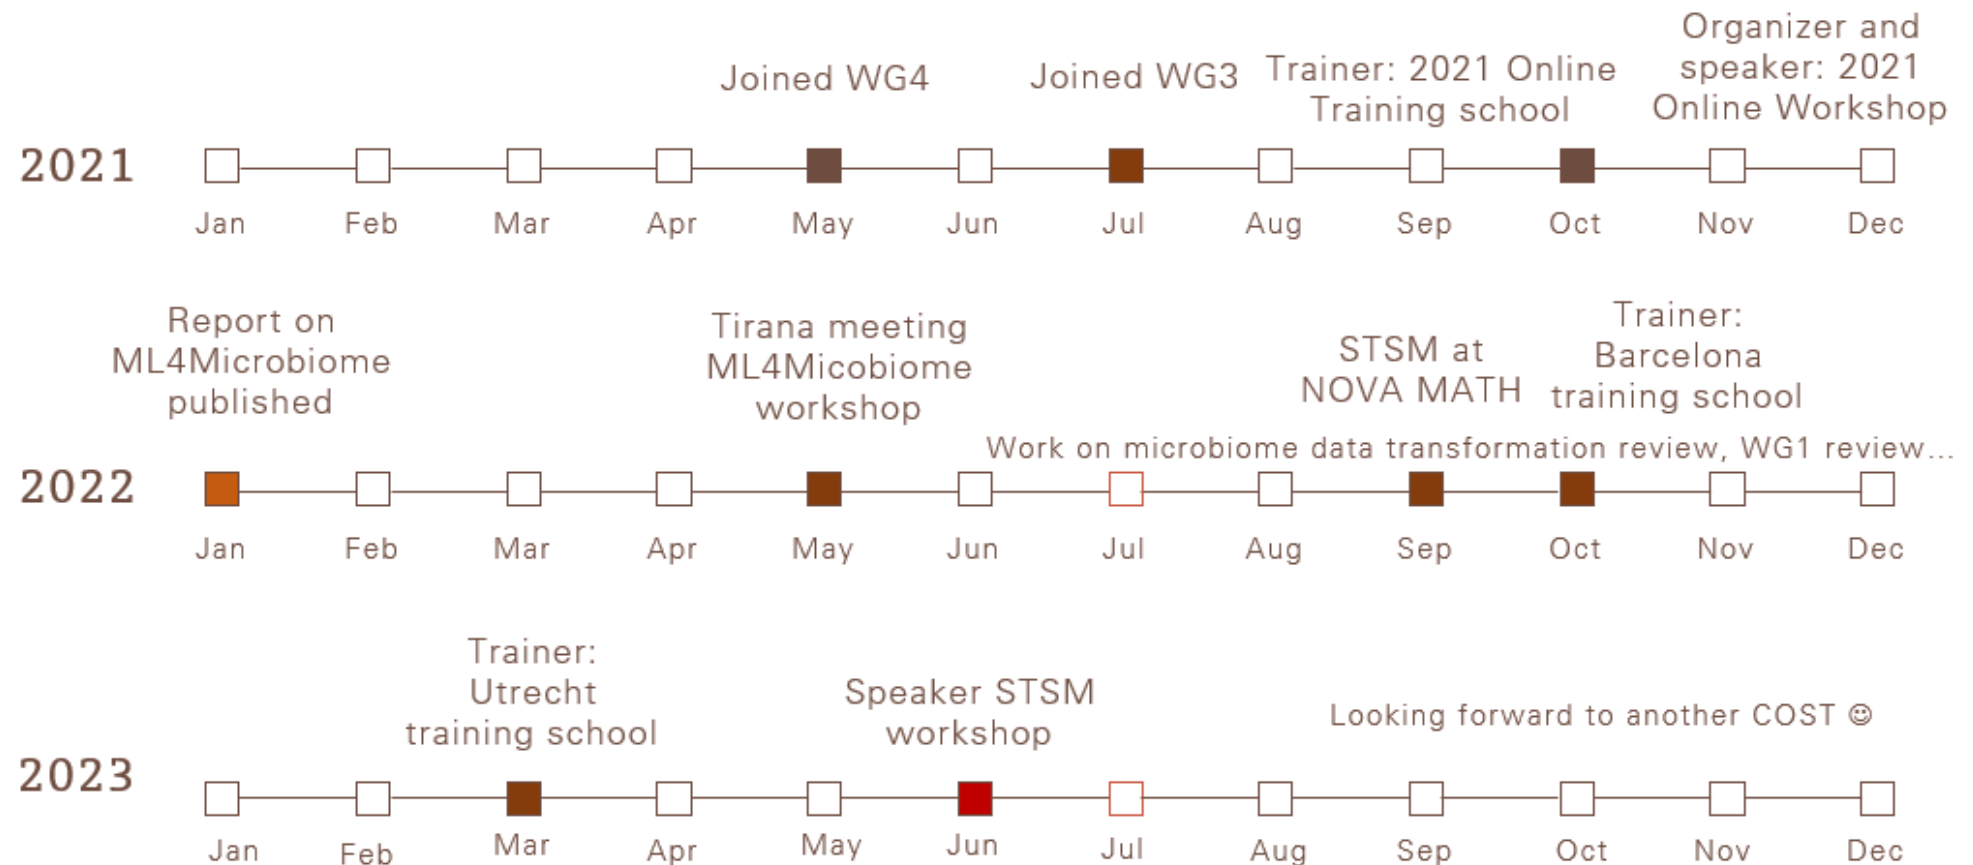 Organizer and
speaker: 2021
Online Workshop
Joined WG4
Joined WG3
Trainer: 2021 Online
Training school
2021
Jan Feb Mar Apr May Jun Jul Aug Sep Oct Nov Dec
Report on
ML4Microbiome
published
Tirana meeting
ML4Micobiome
workshop
STSM at
NOVA MATH
Trainer:
Barcelona
training school
Work on microbiome data transformation review, WG1 review...
2022
Jan Feb Mar Apr May Jun Jul Aug Sep Oct Nov Dec
Trainer:
Utrecht
training school
Speaker STSM
workshop
Looking forward to another COST ☺
2023
Jan Feb Mar Apr May Jun Jul Aug Sep Oct Nov Dec